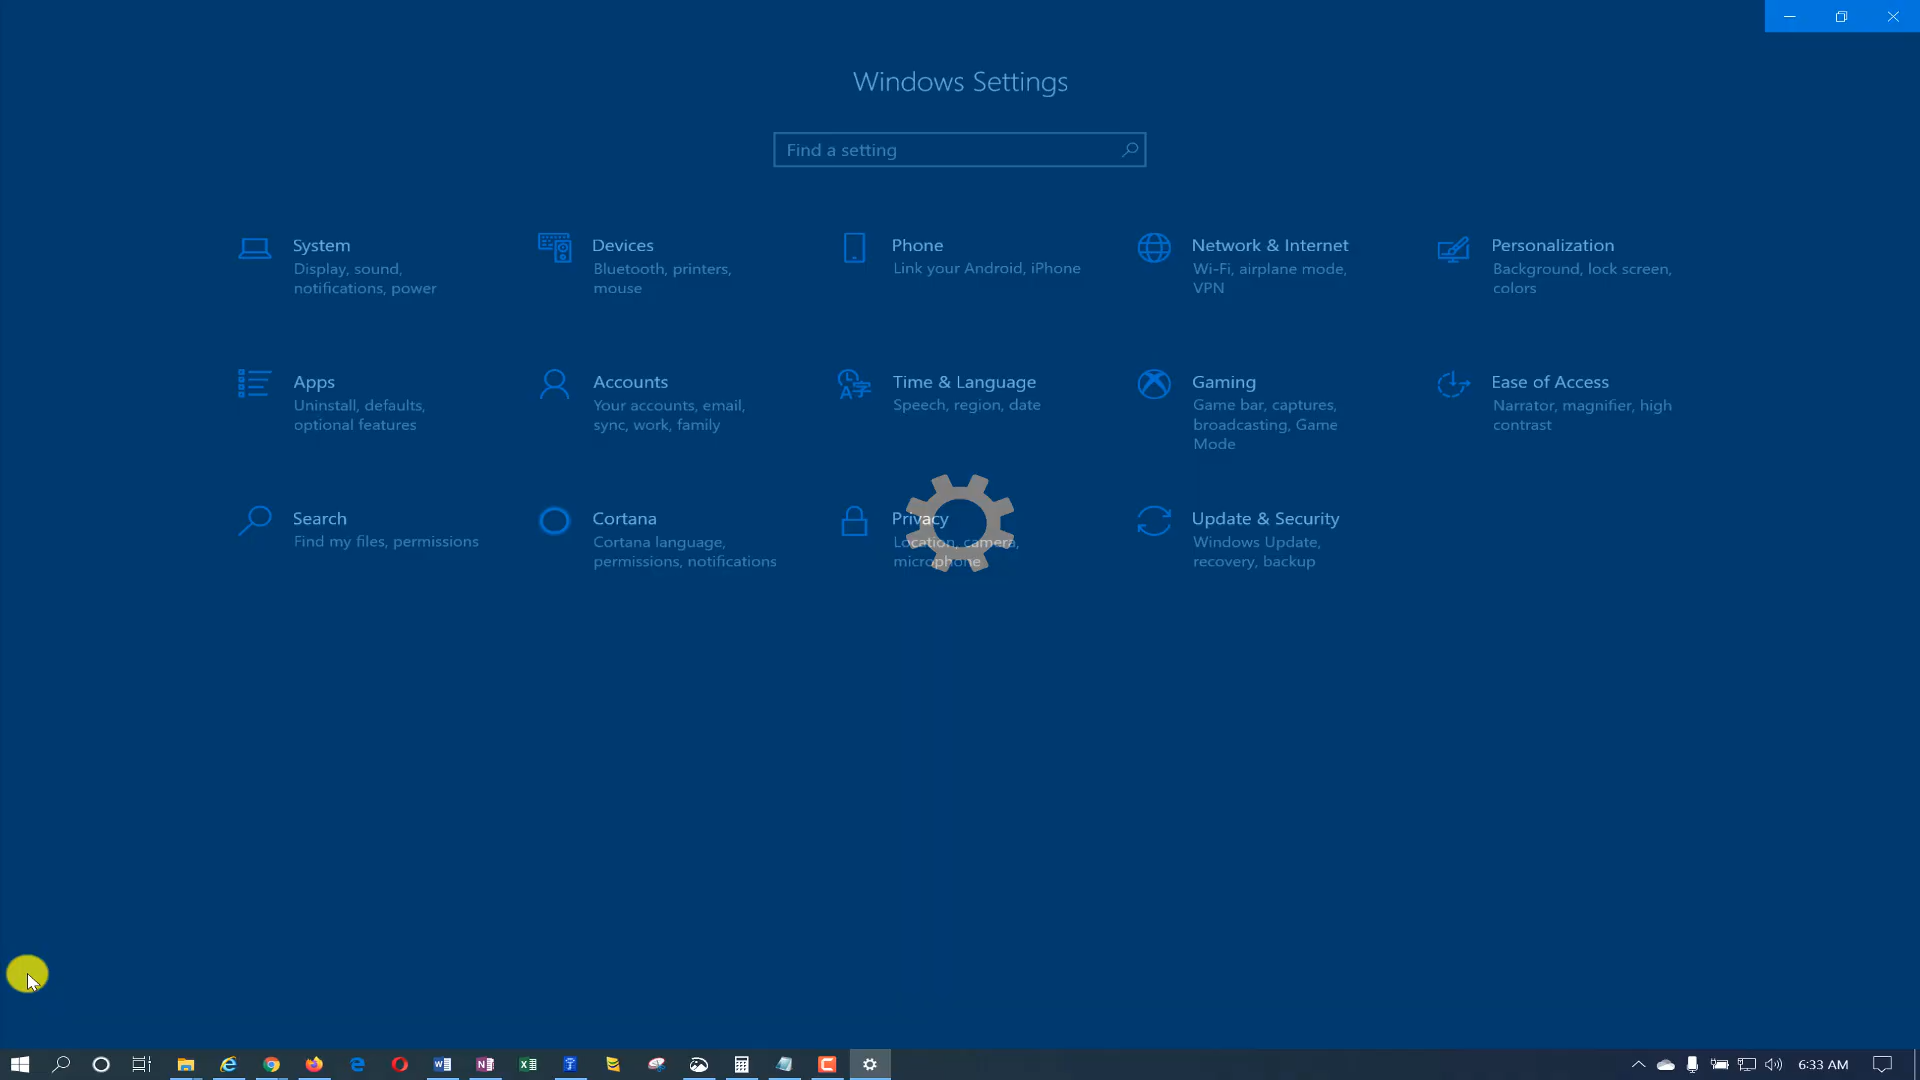 Windows Settings
Find a setting
System
Display, sound,
notifications, power
Devices
Bluetooth, printers,
mouse
Phone
Link your Android, iPhone
Network & Internet
Wi-Fi, airplane mode,
VPN
Personalization
Background, lock screen,
colors
Apps
Uninstall, defaults,
optional features
Accounts
Your accounts, email,
sync, work, family
Time & Language
Speech, region, date
Gaming
Game bar, captures,
broadcasting, Game
Mode
Ease of Access
Narrator, magnifier, high
contrast
Search
Find my files, permissions
Cortana
Cortana language,
permissions, notifications
Privacy
Location, camera,
microphone
Update & Security
Windows Update,
recovery, backup
6:33 AM